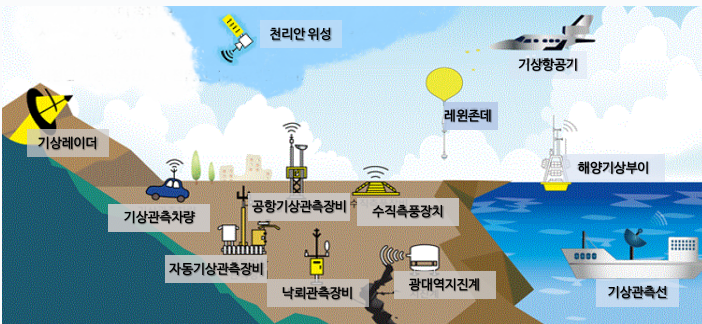 천리안 위성
기상항공기
레윈존데
기상레이더
해양기상부이
기상관측차량
공항기상관측장비
수직측풍장치
자동기상관측장비
낙뢰관측장비
광대역지진계
기상관측선